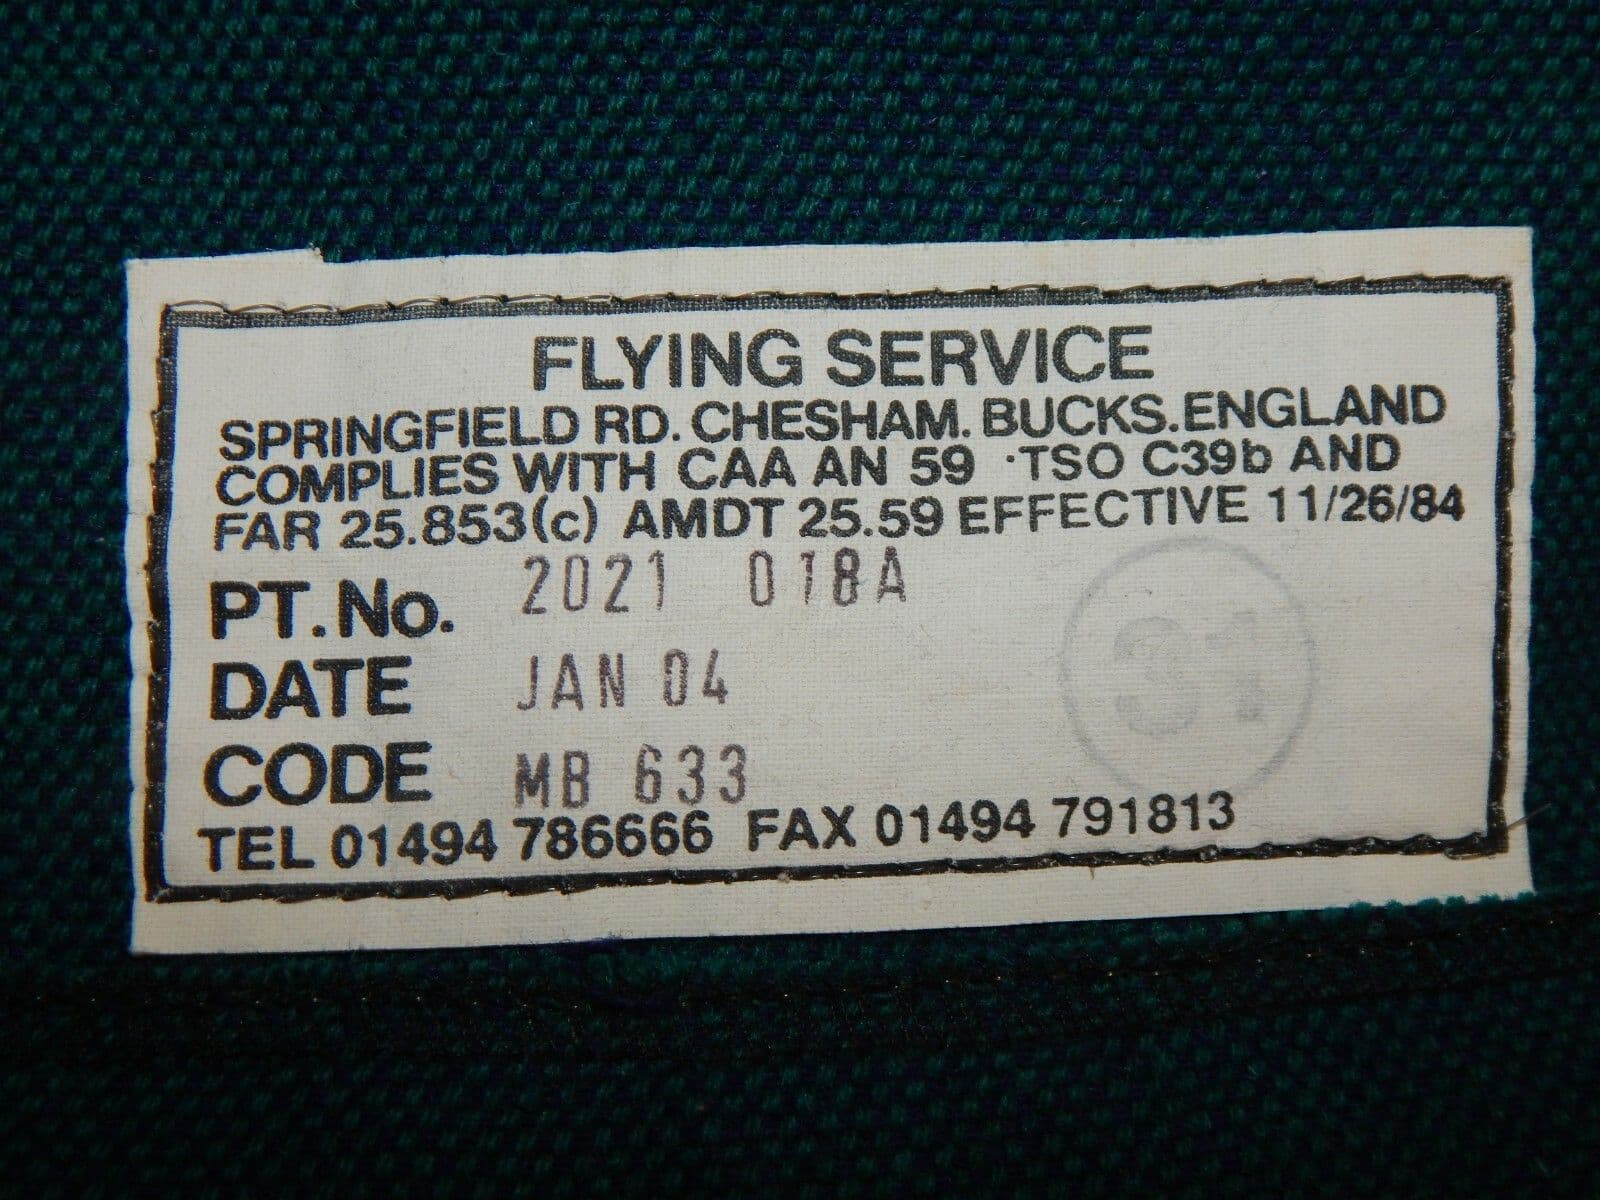 FLYING SERVICE
SPRINGFIELD RD. CHESHAM. BUCKS. ENGLAND
COMPLIES WITH CAA AN 59 ·TSO C39b AND
FAR 25.853(c) AMDT 25.59 EFFECTIVE 11/26/84
PT. No. 2021 018A
DATE JAN 04
CODE MB 633
TEL 01494 786666 FAX 01494 791813